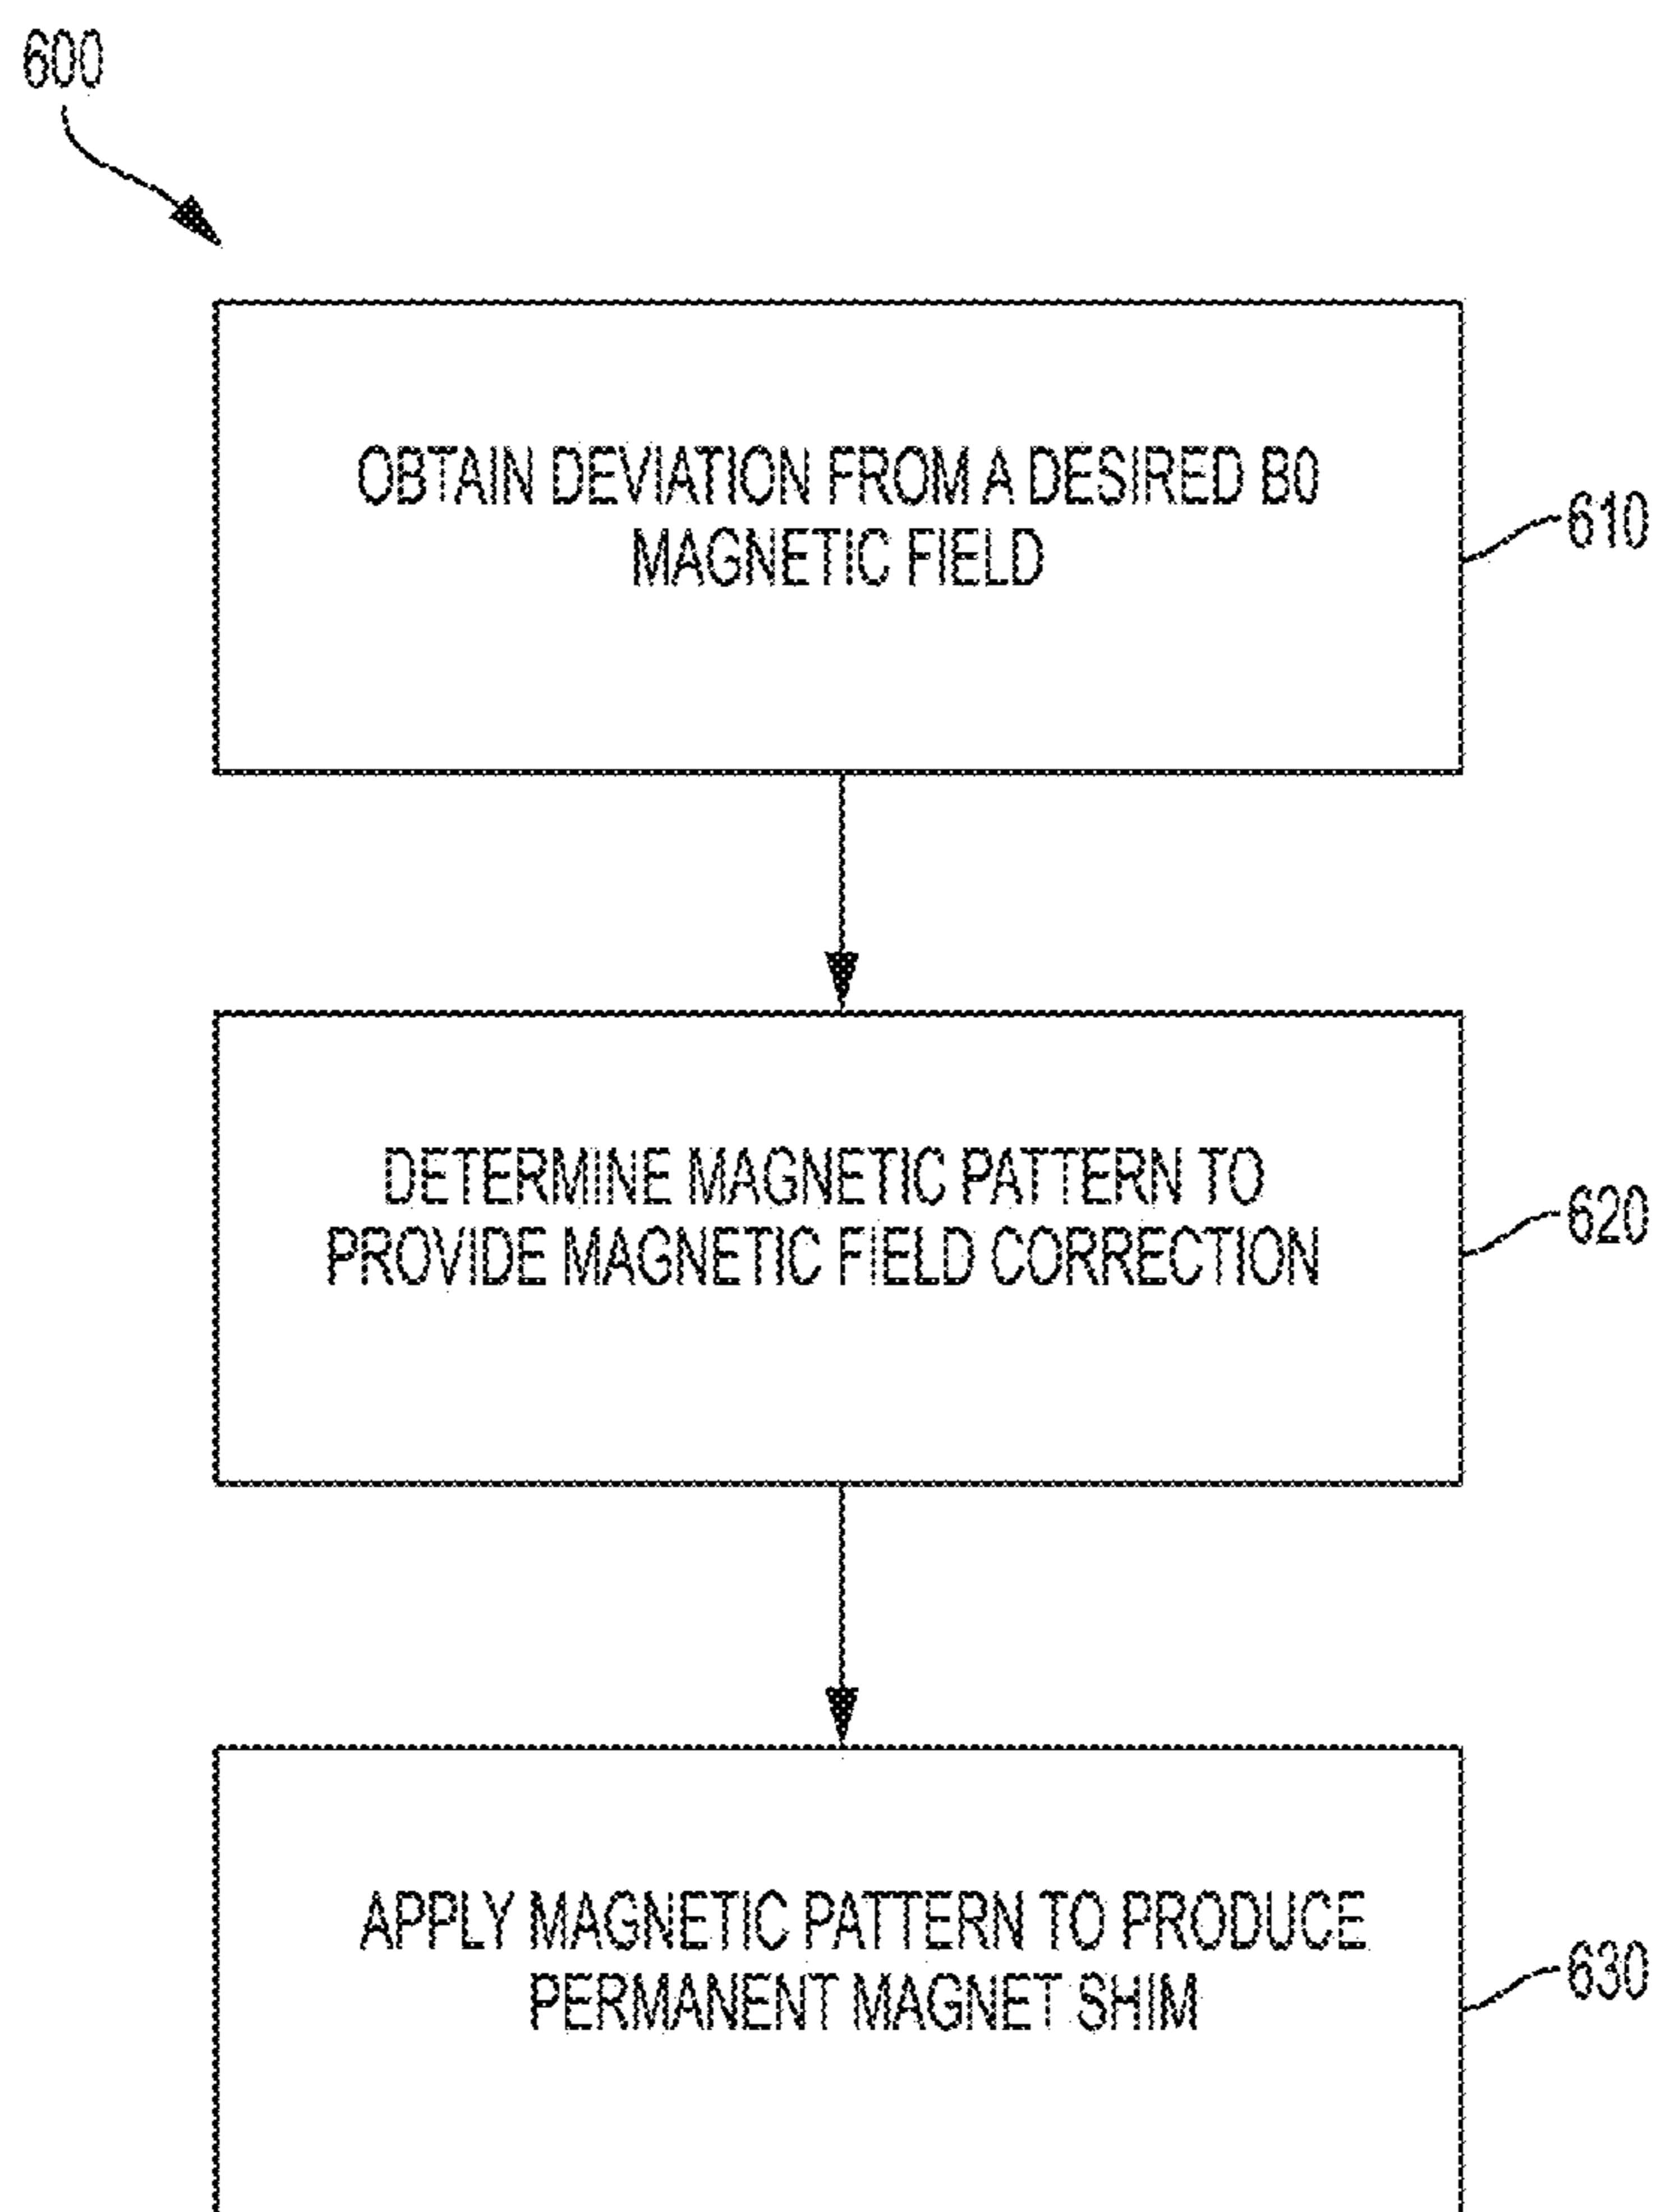 600
OBTAIN DEVIATION FROM A DESIRED B0
MAGNETIC FIELD
610
DETERMINE MAGNETIC PATTERN TO
PROVIDE MAGNETIC FIELD CORRECTION
620
APPLY MAGNETIC PATTERN TO PRODUCE
PERMANENT MAGNET SHIM
630